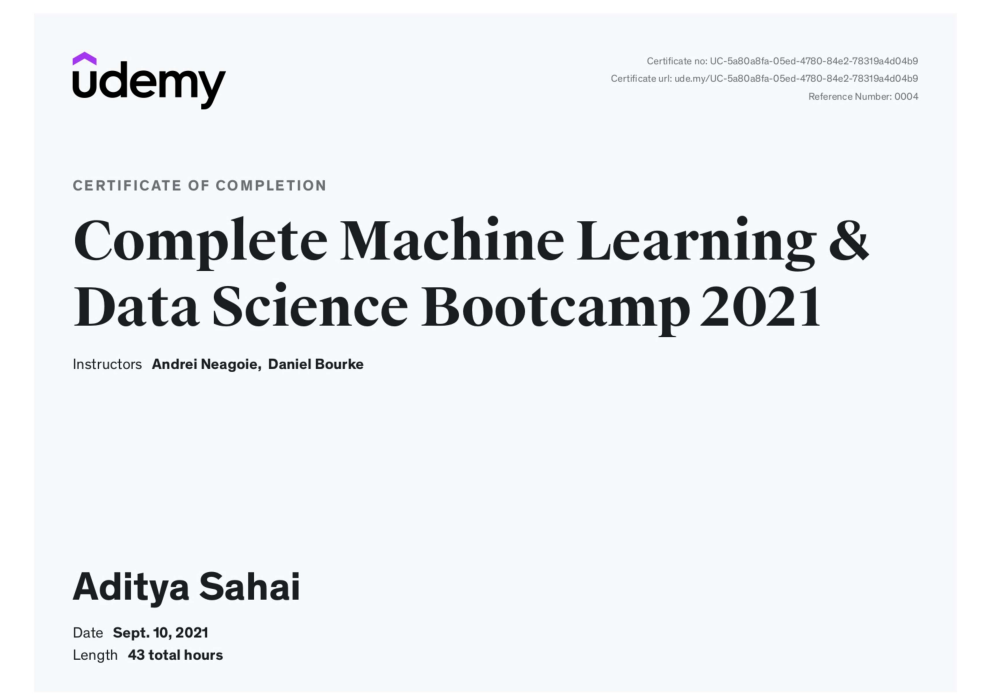 udemy
Certificate no: UC-5a80a8fa-05ed-4780-84e2-78319a4d04b9
Certificate url: ude.my/UC-5a80a8fa-05ed-4780-84e2-78319a4d04b9
Reference Number: 0004
CERTIFICATE OF COMPLETION
Complete Machine Learning &
Data Science Bootcamp 2021
Instructors Andrei Neagoie, Daniel Bourke
Aditya Sahai
Date Sept. 10, 2021
Length 43 total hours